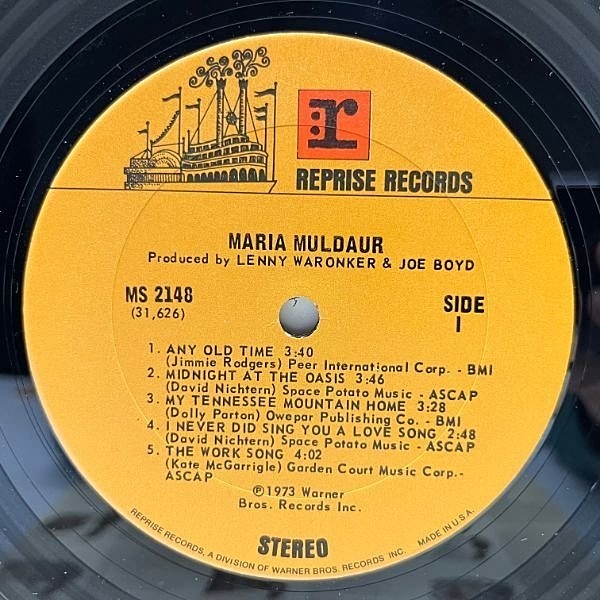 :r
REPRISE RECORDS
MARIA MULDAUR
Produced by LENNY WARONKER & JOE BOYD
MS 2148
(31,626)
SIDE
1
1. ANY OLD TIME 3:40
(Jimmie Rodgers) Peer International Corp. - BMI
2. MIDNIGHT AT THE OASIS 3:46
(David Nichtern) Space Potato Music - ASCAP
3. MY TENNESSEE MOUNTAIN HOME 3:28
(Dolly Parton) Owepar Publishing Co. - BMI
4. I NEVER DID SING YOU A LOVE SONG 2:48
(David Nichtern) Space Potato Music - ASCAP
5. THE WORK SONG 4:02
(Kate McGarrigle) Garden Court Music Corp.-
ASCAP
℗1973 Warner
Bros. Records Inc.
STEREO
REPRISE RECORDS, A DIVISION OF WARNER BROS. RECORDS INC. MADE IN U.S.A.